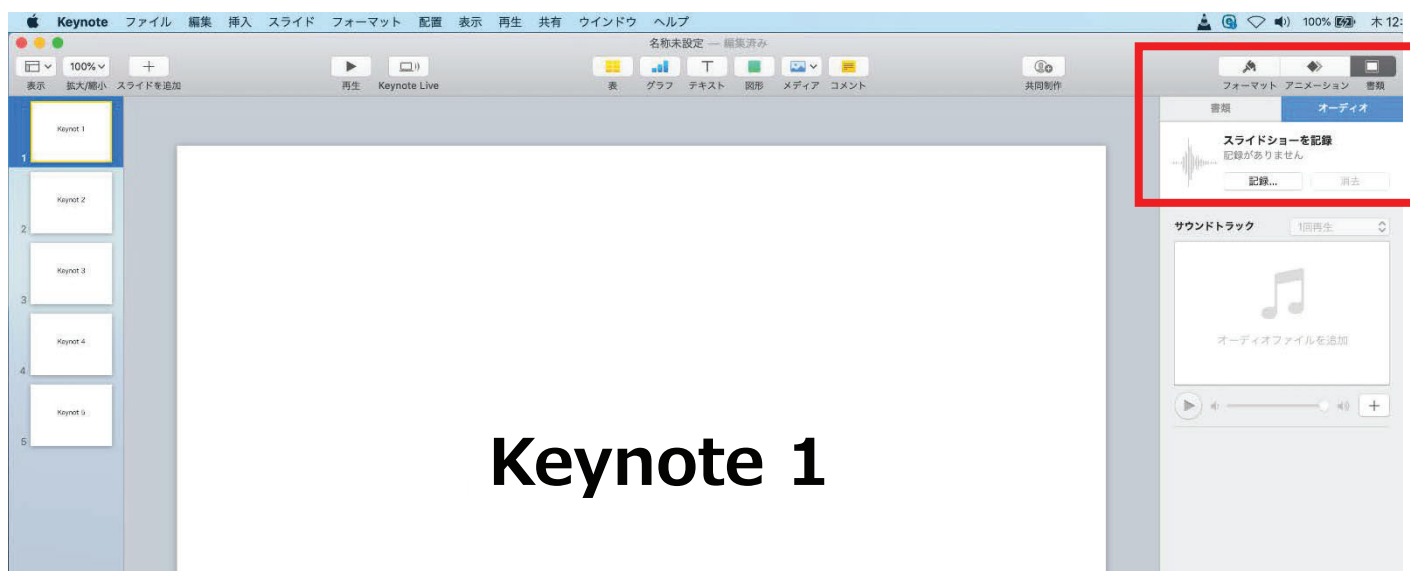 Keynote ファイル 編集 挿入 スライド フォーマット 配置 表示 再生 共有 ウインドウ ヘルプ 100% 木 12:
名称未設定 — 編集済み
100%
表示 拡大/縮小 スライドを追加 再生 Keynote Live 表 グラフ テキスト 図形 メディア コメント 共同制作 フォーマット アニメーション 書類
書類 オーディオ
スライドショーを記録
記録がありません
記録... 消去
サウンドトラック 1回再生
オーディオファイルを追加
Keynot 1
1
Keynot 2
2
Keynot 3
3
Keynot 4
4
Keynot 5
5
Keynote 1